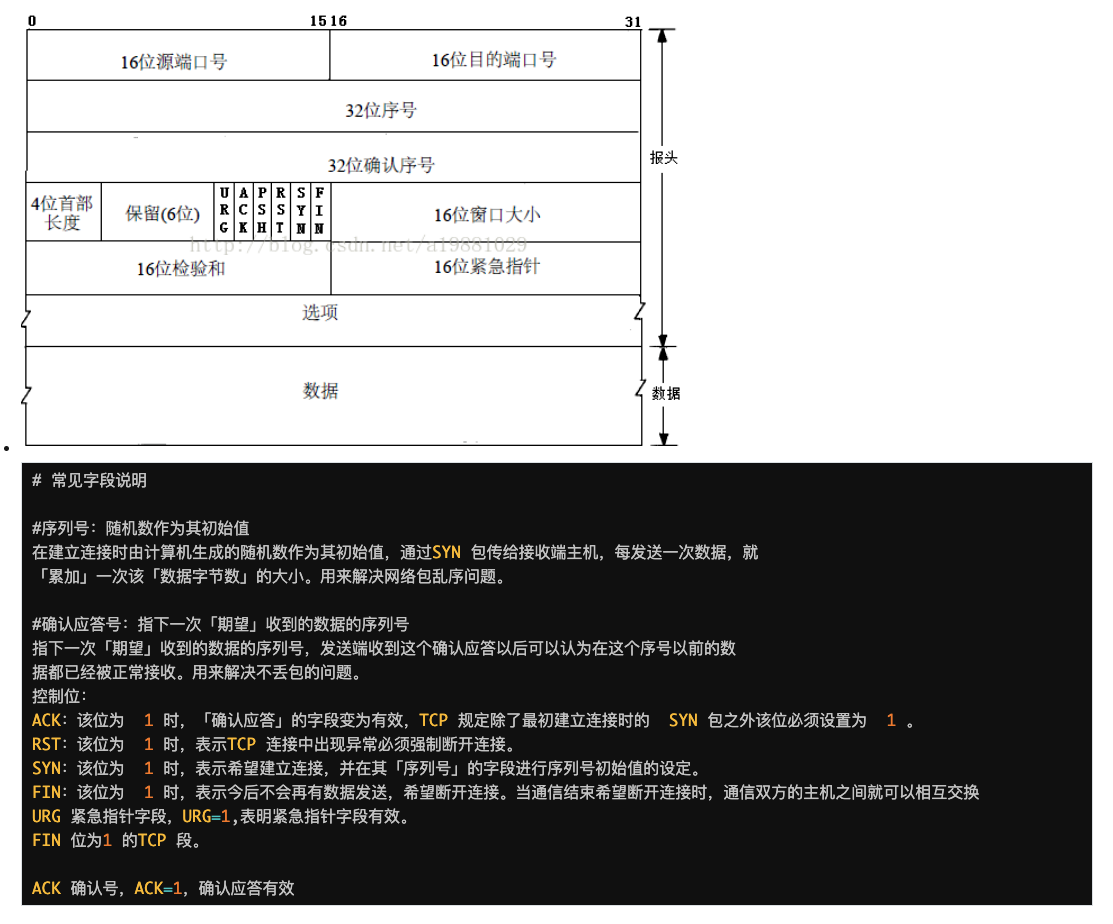 0 15 16 31
16位源端口号 16位目的端口号
32位序号
32位确认序号
报头
4位首部
长度
保留(6位)
URG ACK PSH RST SYN FIN
16位窗口大小
http://blog.csdn.net/a19881029
16位检验和 16位紧急指针
选项
数据
数据
# 常见字段说明
#序列号：随机数作为其初始值
在建立连接时由计算机生成的随机数作为其初始值，通过SYN 包传给接收端主机，每发送一次数据，就
「累加」一次该「数据字节数」的大小。用来解决网络包乱序问题。
#确认应答号：指下一次「期望」收到的数据的序列号
指下一次「期望」收到的数据的序列号，发送端收到这个确认应答以后可以认为在这个序号以前的数
据都已经被正常接收。用来解决不丢包的问题。
控制位：
ACK：该位为 1 时，「确认应答」的字段变为有效，TCP 规定除了最初建立连接时的 SYN 包之外该位必须设置为 1 。
RST：该位为 1 时，表示TCP 连接中出现异常必须强制断开连接。
SYN：该位为 1 时，表示希望建立连接，并在其「序列号」的字段进行序列号初始值的设定。
FIN：该位为 1 时，表示今后不会再有数据发送，希望断开连接。当通信结束希望断开连接时，通信双方的主机之间就可以相互交换
URG 紧急指针字段，URG=1,表明紧急指针字段有效。
FIN 位为1 的TCP 段。
ACK 确认号，ACK=1，确认应答有效